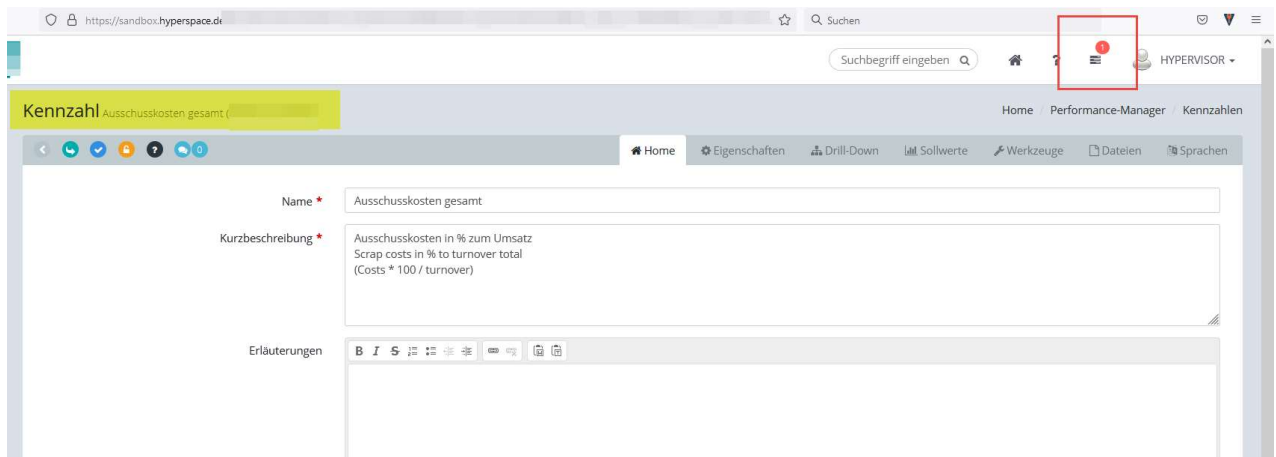 https://sandbox.hyperspace.de
Suchen
Suchbegriff eingeben
?
1
HYPERVISOR
Kennzahl Ausschusskosten gesamt (
Home / Performance-Manager / Kennzahlen
? 0
Home Eigenschaften Drill-Down Sollwerte Werkzeuge Dateien Sprachen
Name * Ausschusskosten gesamt
Kurzbeschreibung * Ausschusskosten in % zum Umsatz
Scrap costs in % to turnover total
(Costs * 100 / turnover)
Erläuterungen B I S